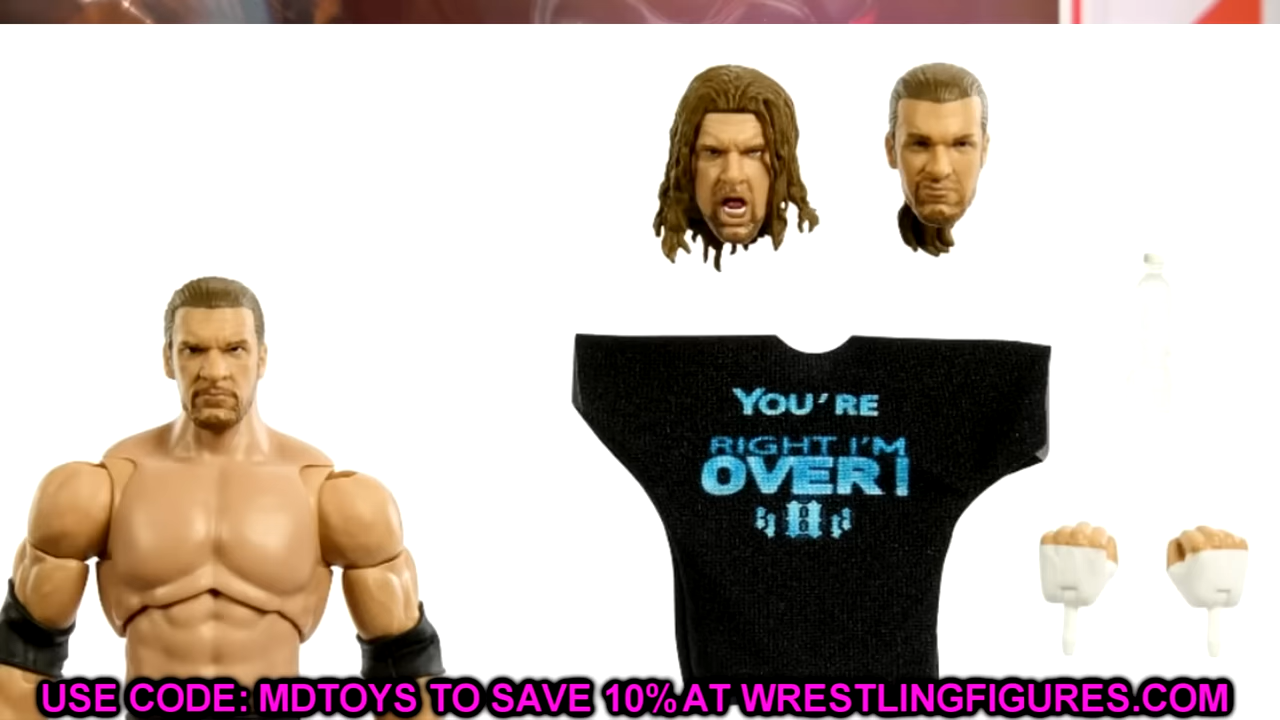 YOU'RE
RIGHT I'M
OVER!
USE CODE: MDTOYS TO SAVE 10% AT WRESTLINGFIGURES.COM